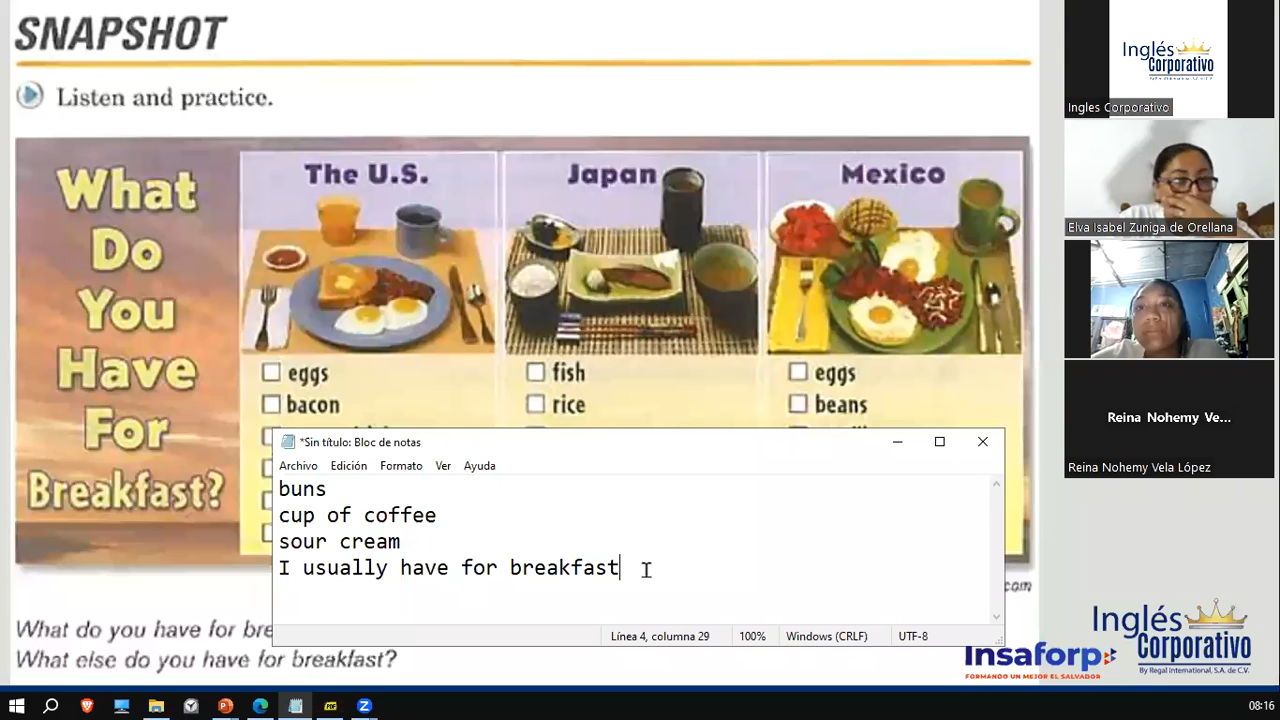 SNAPSHOT
Listen and practice.
What
Do
You
Have
For
Breakfast?
The U.S.
eggs
bacon
Japan
fish
rice
Mexico
eggs
beans
*Sin título: Bloc de notas
Archivo Edición Formato Ver Ayuda
buns
cup of coffee
sour cream
I usually have for breakfast
Línea 4, columna 29 100% Windows (CRLF) UTF-8
com
What do you have for bre
What else do you have for breakfast?
Insaforp
FORMANDO UN MEJOR EL SALVADOR
Inglés
Corporativo
By Regal International, S.A. de C.V.
Inglés
Corporativo
Ingles Corporativo
Elva Isabel Zuniga de Orellana
Reina Nohemy Ve...
Reina Nohemy Vela López
08:16